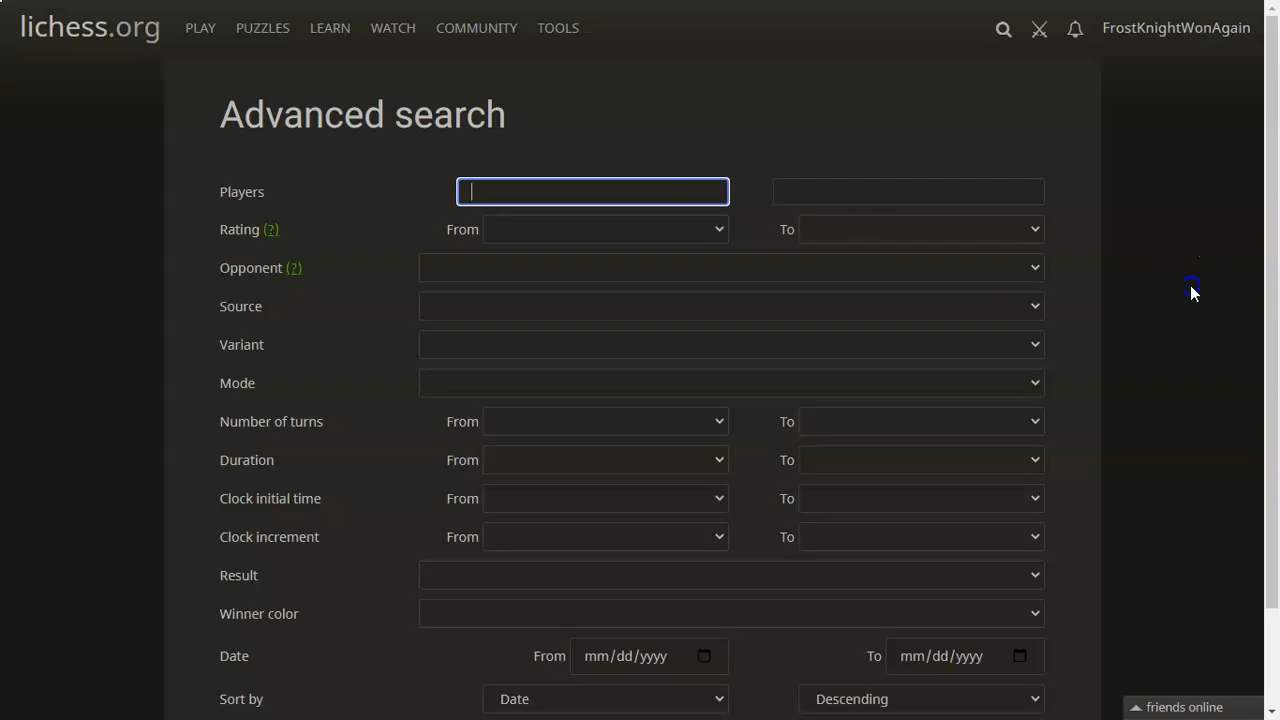 lichess.org PLAY PUZZLES LEARN WATCH COMMUNITY TOOLS FrostKnightWonAgain
Advanced search
Players
Rating (?) From To
Opponent (?)
Source
Variant
Mode
Number of turns From To
Duration From To
Clock initial time From To
Clock increment From To
Result
Winner color
Date From mm/dd/yyyy To mm/dd/yyyy
Sort by Date Descending
friends online